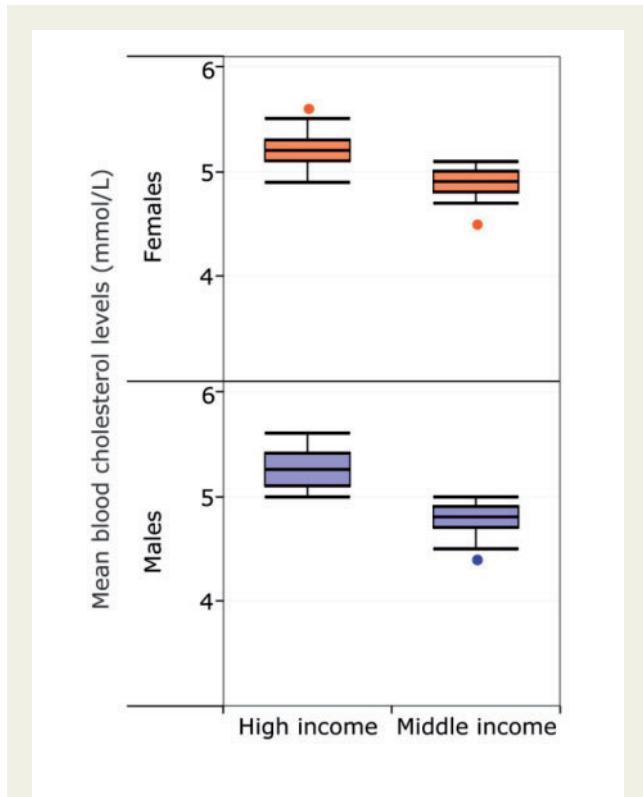 Mean blood cholesterol levels (mmol/L)
Females
6
5
4
Males
6
5
4
High income
Middle income